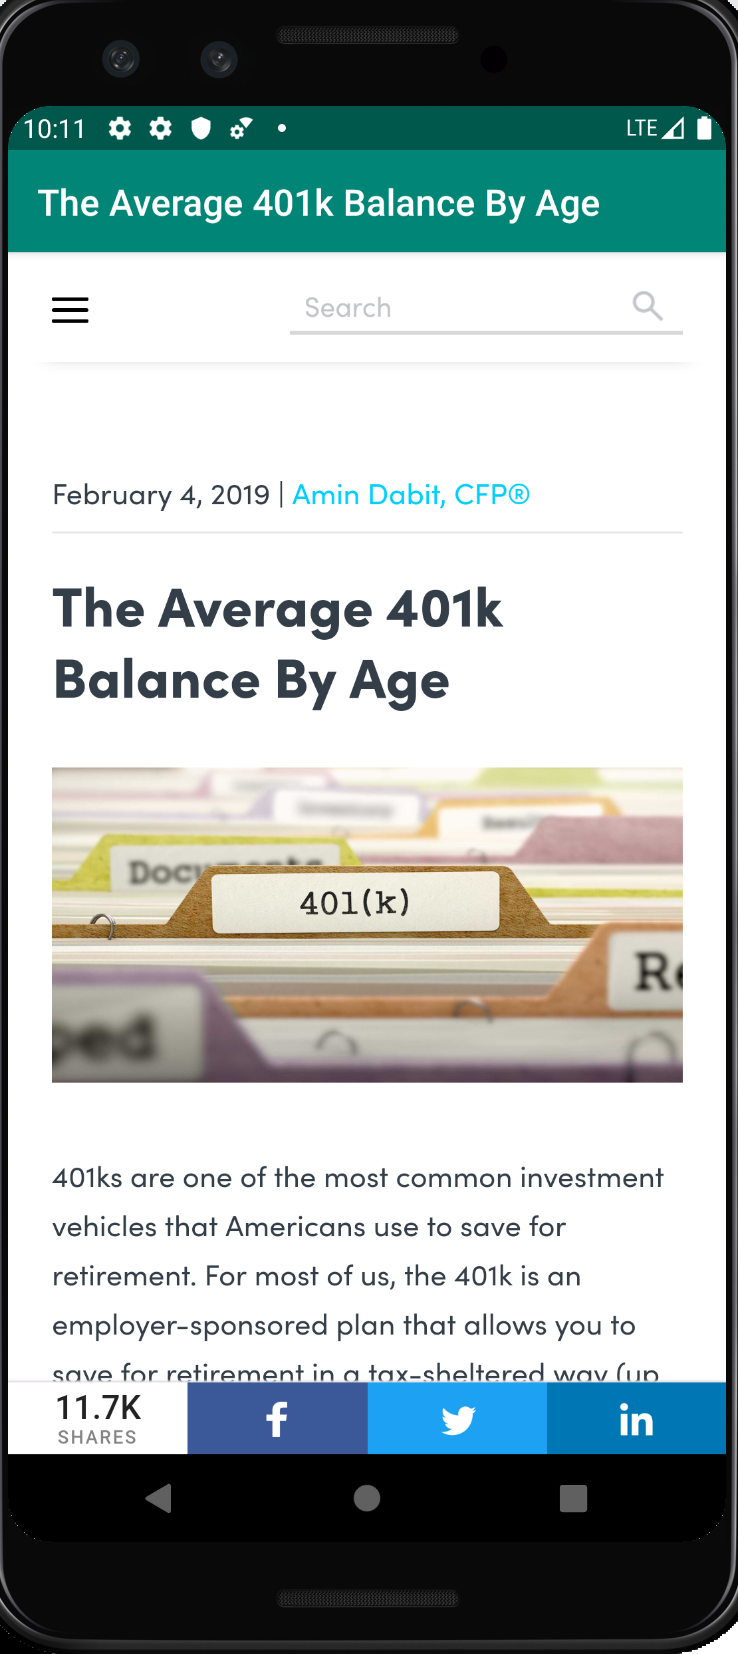 10:11
LTE
The Average 401k Balance By Age
Search
February 4, 2019 | Amin Dabit, CFP®
The Average 401k
Balance By Age
Documents
401(k)
401ks are one of the most common investment
vehicles that Americans use to save for
retirement. For most of us, the 401k is an
employer-sponsored plan that allows you to
save for retirement in a tax-sheltered way (up
11.7K
SHARES
f
in